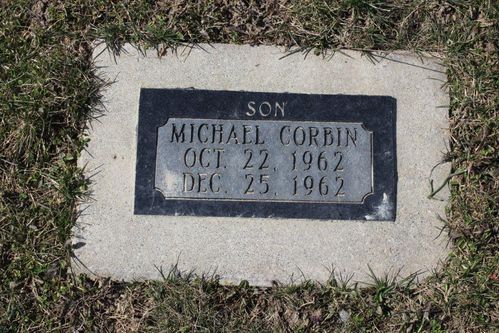 SON
MICHAEL CORBIN
OCT. 22 1962
DEC. 25, 1962